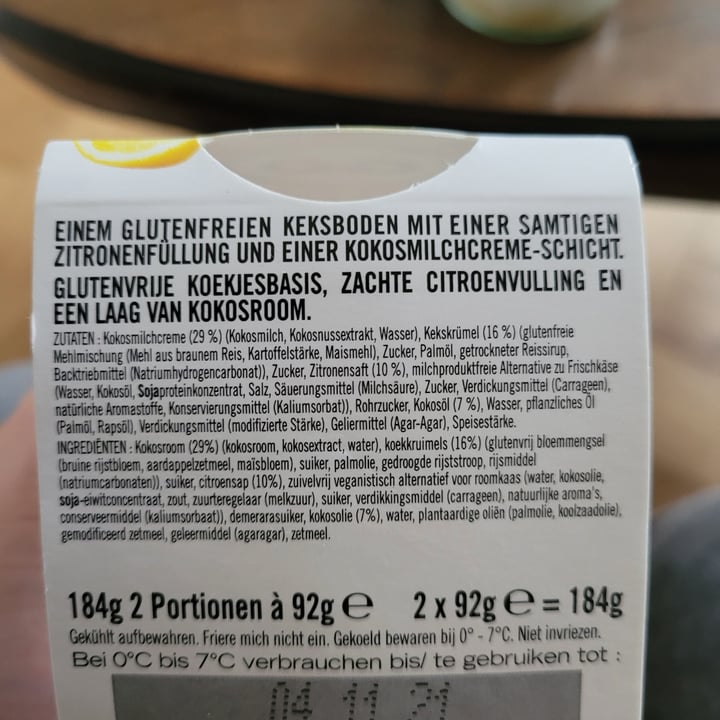 EINEM GLUTENFREIEN KEKSBODEN MIT EINER SAMTIGEN
ZITRONENFÜLLUNG UND EINER KOKOSMILCHCREME-SCHICHT.
GLUTENVRIJE KOEKJESBASIS, ZACHTE CITROENVULLING EN
EEN LAAG VAN KOKOSROOM.
ZUTATEN : Kokosmilchcreme (29 %) (Kokosmilch, Kokosnussextrakt, Wasser), Kekskrümel (16 %) (glutenfreie
Mehlmischung (Mehl aus braunem Reis, Kartoffelstärke, Maismehl), Zucker, Palmöl, getrockneter Reissirup,
Backtriebmittel (Natriumhydrogencarbonat)), Zucker, Zitronensaft (10 %), milchproduktfreie Alternative zu Frischkäse
(Wasser, Kokosöl, Sojaproteinkonzentrat, Salz, Säuerungsmittel (Milchsäure), Zucker, Verdickungsmittel (Carrageen),
natürliche Aromastoffe, Konservierungsmittel (Kaliumsorbat)), Rohrzucker, Kokosöl (7 %), Wasser, pflanzliches Öl
(Palmöl, Rapsöl), Verdickungsmittel (modifizierte Stärke), Geliermittel (Agar-Agar), Speisestärke.
INGREDIËNTEN : Kokosroom (29%) (kokosroom, kokosextract, water), koekkruimels (16%) (glutenvrij bloemmengsel
(bruine rijstbloem, aardappelzetmeel, maïsbloem), suiker, palmolie, gedroogde rijststroop, rijsmiddel
(natriumcarbonaten)), suiker, citroensap (10%), zuivelvrij veganistisch alternatief voor roomkaas (water, kokosolie,
soja-eiwitconcentraat, zout, zuurteregelaar (melkzuur), suiker, verdikkingsmiddel (carrageen), natuurlijke aroma's,
conserveermiddel (kaliumsorbaat)), demerarasuiker, kokosolie (7%), water, plantaardige oliën (palmolie, koolzaadolie),
gemodificeerd zetmeel, geleermiddel (agaragar), zetmeel.
184g 2 Portionen à 92g e 2 x 92g e = 184g
Gekühlt aufbewahren. Friere mich nicht ein. Gekoeld bewaren bij 0° - 7°C. Niet invriezen.
Bei 0°C bis 7°C verbrauchen bis/ te gebruiken tot :
04 11 21